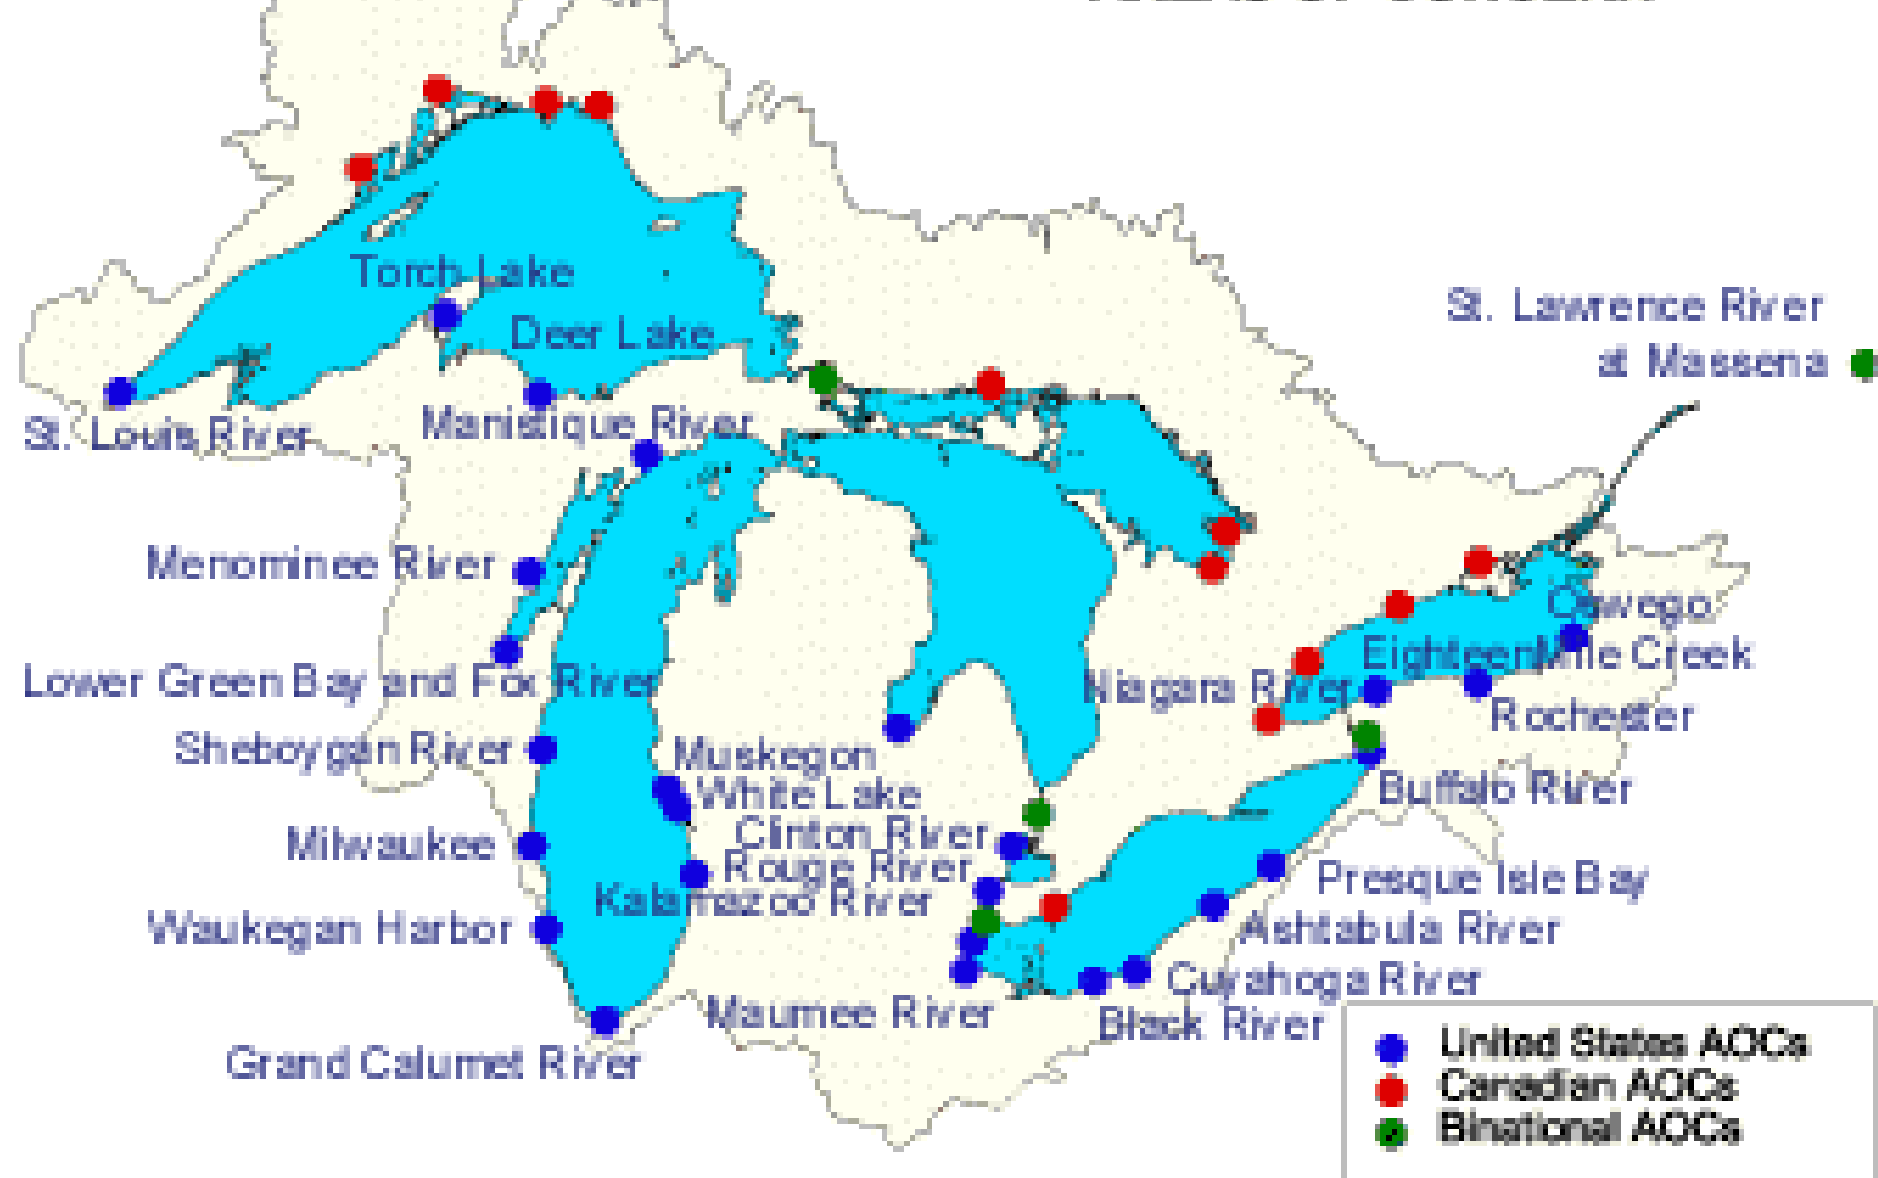 Torch Lake
St. Lawrence River
Deer Lake
at Massena
St. Louis River
Manistique River
Menominee River
Oswego
Eighteen Mile Creek
Lower Green Bay and Fox River
Niagara River
Rochester
Sheboygan River
Muskegon
White Lake
Buffalo River
Clinton River
Milwaukee
Rouge River
Presque Isle Bay
Kalamazoo River
Waukegan Harbor
Ashtabula River
Cuyahoga River
Maumee River
Black River
Grand Calumet River
United States AOCs
Canadian AOCs
Binational AOCs